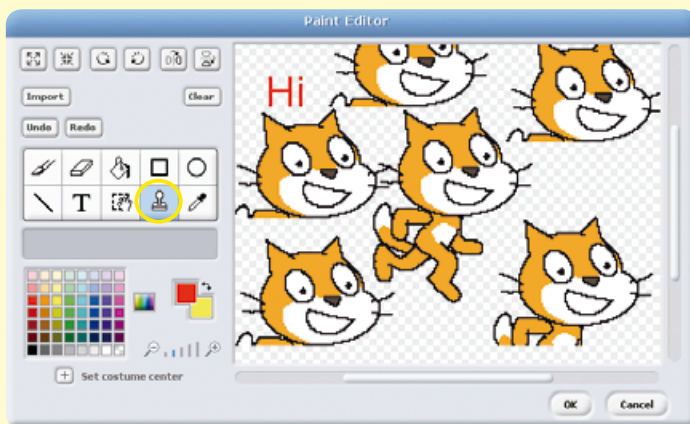 Paint Editor
Import
Clear
Undo
Redo
T
Hi
Set costume center
OK
Cancel